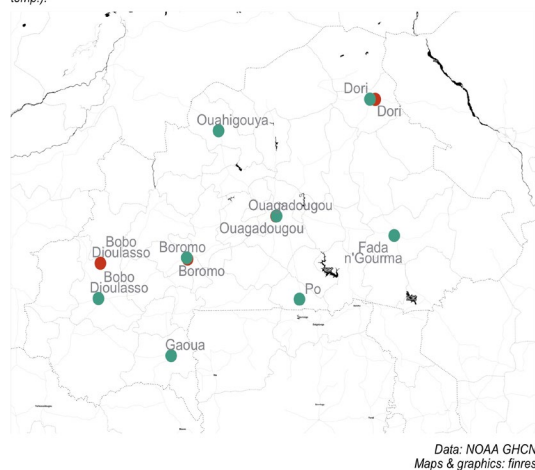 temp.).
Dori
Dori
Ouahigouya
Ouagadougou
Ouagadougou
Bobo
Dioulasso
Boromo
Boromo
Fada
n'Gourma
Bobo
Dioulasso
Po
Gaoua
Data: NOAA GHCN
Maps & graphics: finres